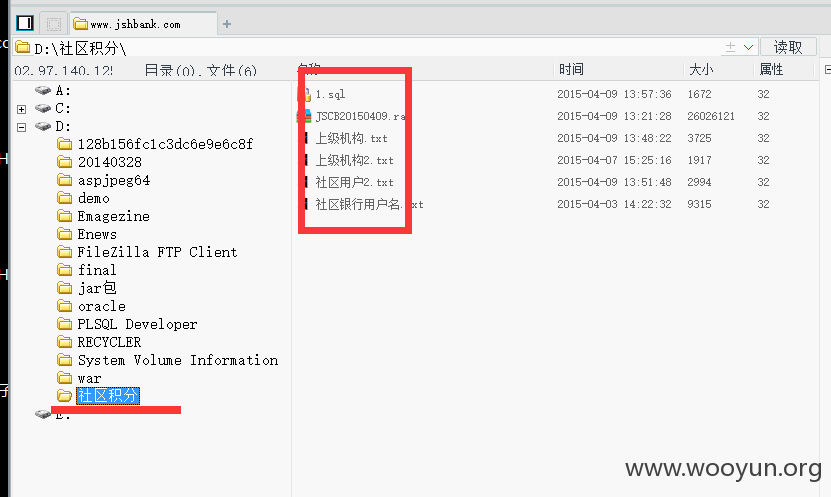 www.jshbank.com
D:\社区积分\
读取
02.97.140.125
目录(0),文件(6)
名称 时间 大小 属性
A:
C:
D:
128b156fc1c3dc6e9e6c8f
20140328
aspjpeg64
demo
Emagezine
Enews
FileZilla FTP Client
final
jar包
oracle
PLSQL Developer
RECYCLER
System Volume Information
war
社区积分
E:
1.sql 2015-04-09 13:57:36 1672 32
JSCB20150409.ra 2015-04-09 13:21:28 26026121 32
上级机构.txt 2015-04-09 13:48:22 3725 32
上级机构2.txt 2015-04-07 15:25:16 1917 32
社区用户2.txt 2015-04-09 13:51:48 2994 32
社区银行用户名.txt 2015-04-03 14:22:32 9315 32
www.wooyun.org